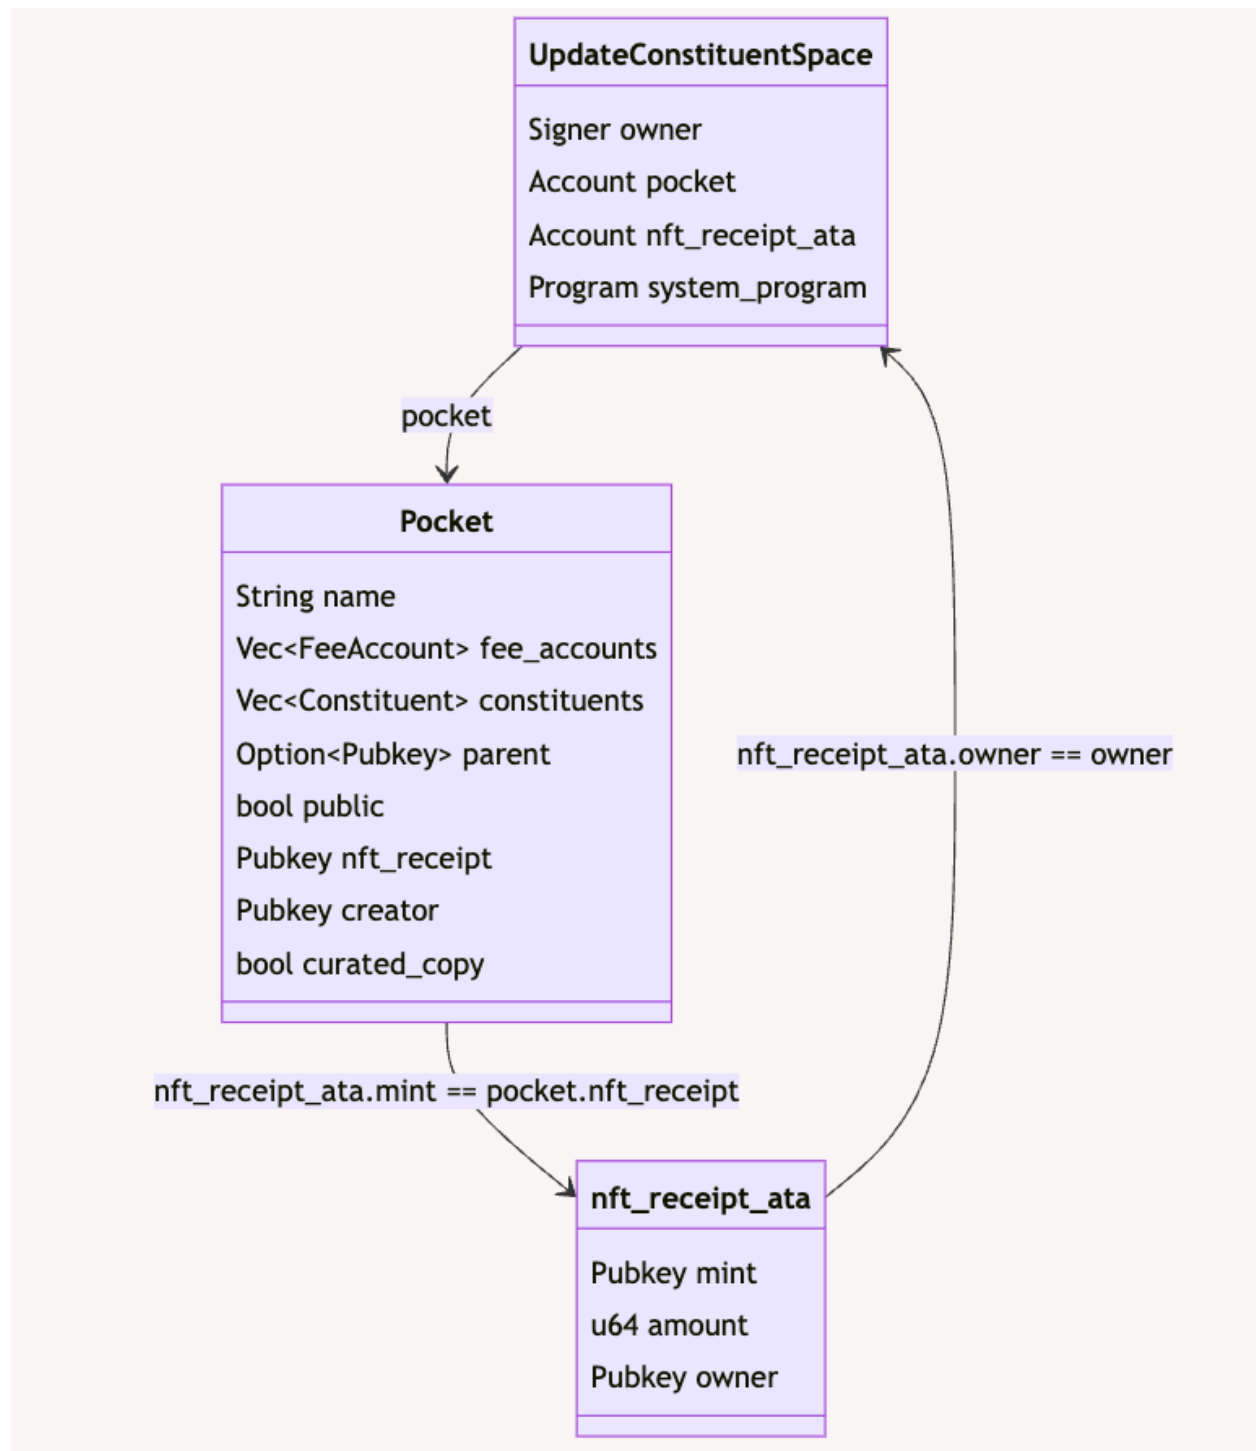 UpdateConstituentSpace
Signer owner
Account pocket
Account nft_receipt_ata
Program system_program
pocket
Pocket
String name
Vec<FeeAccount> fee_accounts
Vec<Constituent> constituents
Option<Pubkey> parent
bool public
Pubkey nft_receipt
Pubkey creator
bool curated_copy
nft_receipt_ata.owner == owner
nft_receipt_ata.mint == pocket.nft_receipt
nft_receipt_ata
Pubkey mint
u64 amount
Pubkey owner